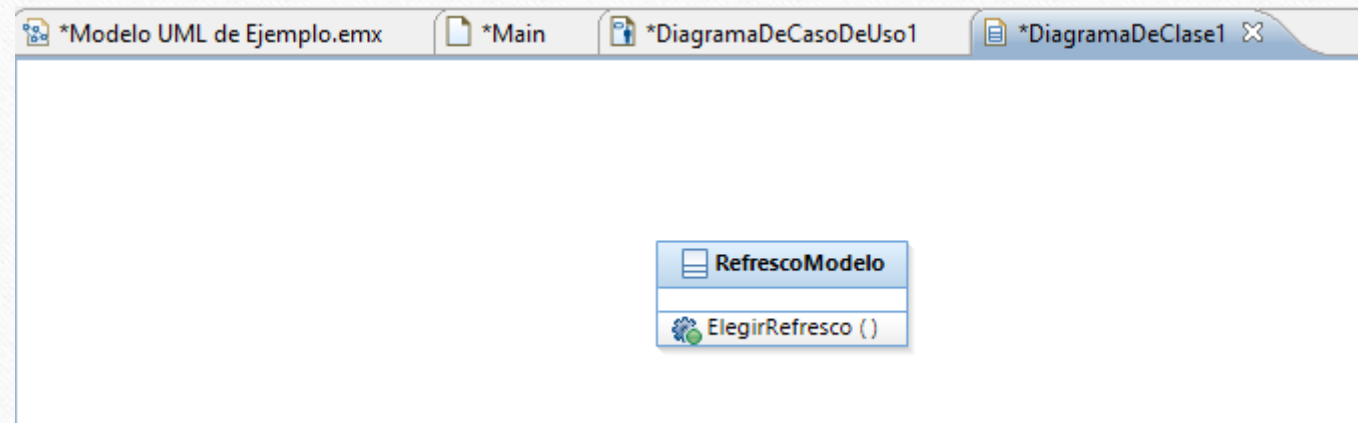 *Modelo UML de Ejemplo.emx *Main *DiagramaDeCasoDeUso1 *DiagramaDeClase1
RefrescoModelo
ElegirRefresco ( )